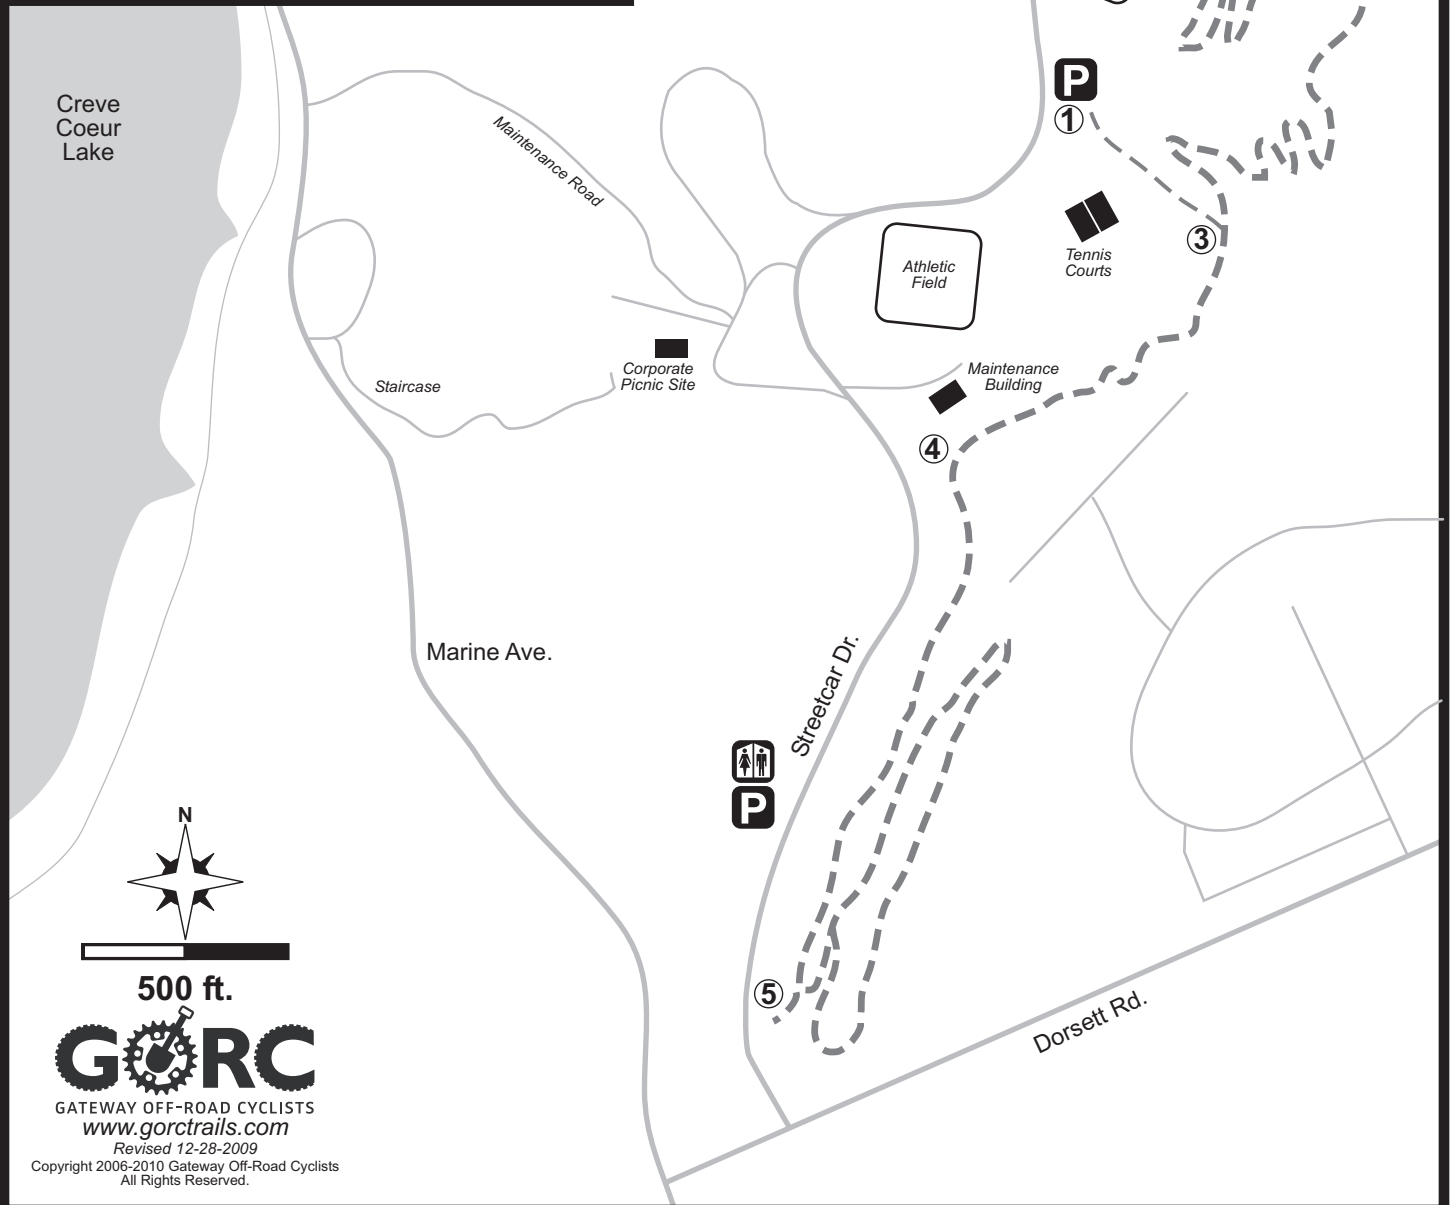 P
1
Creve
Coeur
Lake
Maintenance Road
3
Tennis
Courts
Athletic
Field
Corporate
Picnic Site
Maintenance
Building
Staircase
4
Marine Ave.
Streetcar Dr.
P
N
500 ft.
5
Dorsett Rd.
GORC
GATEWAY OFF-ROAD CYCLISTS
www.gorctrails.com
Revised 12-28-2009
Copyright 2006-2010 Gateway Off-Road Cyclists
All Rights Reserved.